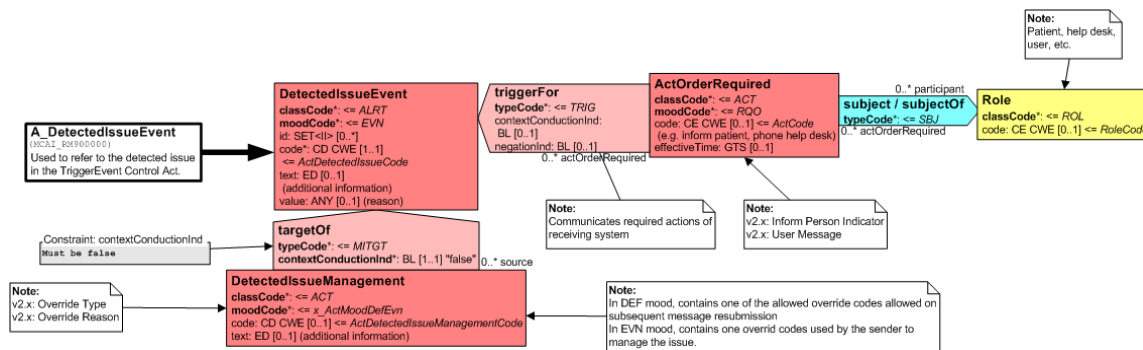 Note:
Patient, help desk,
user, etc.
A_DetectedIssueEvent
(MCAI_RM900000)
Used to refer to the detected issue
in the TriggerEvent Control Act.
DetectedIssueEvent
classCode*: <= ALRT
moodCode*: <= EVN
id: SET<II> [0..*]
code*: CD CWE [1..1]
<= ActDetectedIssueCode
text: ED [0..1]
(additional information)
value: ANY [0..1] (reason)
triggerFor
typeCode*: <= TRIG
contextConductionInd:
BL [0..1]
negationInd: BL [0..1]
0..* actOrderRequired
ActOrderRequired
classCode*: <= ACT
moodCode*: <= RQO
code: CE CWE [0..1] <= ActCode
(e.g. inform patient, phone help desk)
effectiveTime: GTS [0..1]
0..* participant
subject / subjectOf
typeCode*: <= SBJ
0..* actOrderRequired
Role
classCode*: <= ROL
code: CE CWE [0..1] <= RoleCode
Note:
Communicates required actions of
receiving system
Note:
v2.x: Inform Person Indicator
v2.x: User Message
Constraint: contextConductionInd
Must be false
targetOf
typeCode*: <= MITGT
contextConductionInd*: BL [1..1] "false"
0..* source
Note:
v2.x: Override Type
v2.x: Override Reason
DetectedIssueManagement
classCode*: <= ACT
moodCode*: <= x_ActMoodDefEvn
code: CD CWE [0..1] <= ActDetectedIssueManagementCode
text: ED [0..1] (additional information)
Note:
In DEF mood, contains one of the allowed override codes allowed on
subsequent message resubmission
In EVN mood, contains one overrid codes used by the sender to
manage the issue.